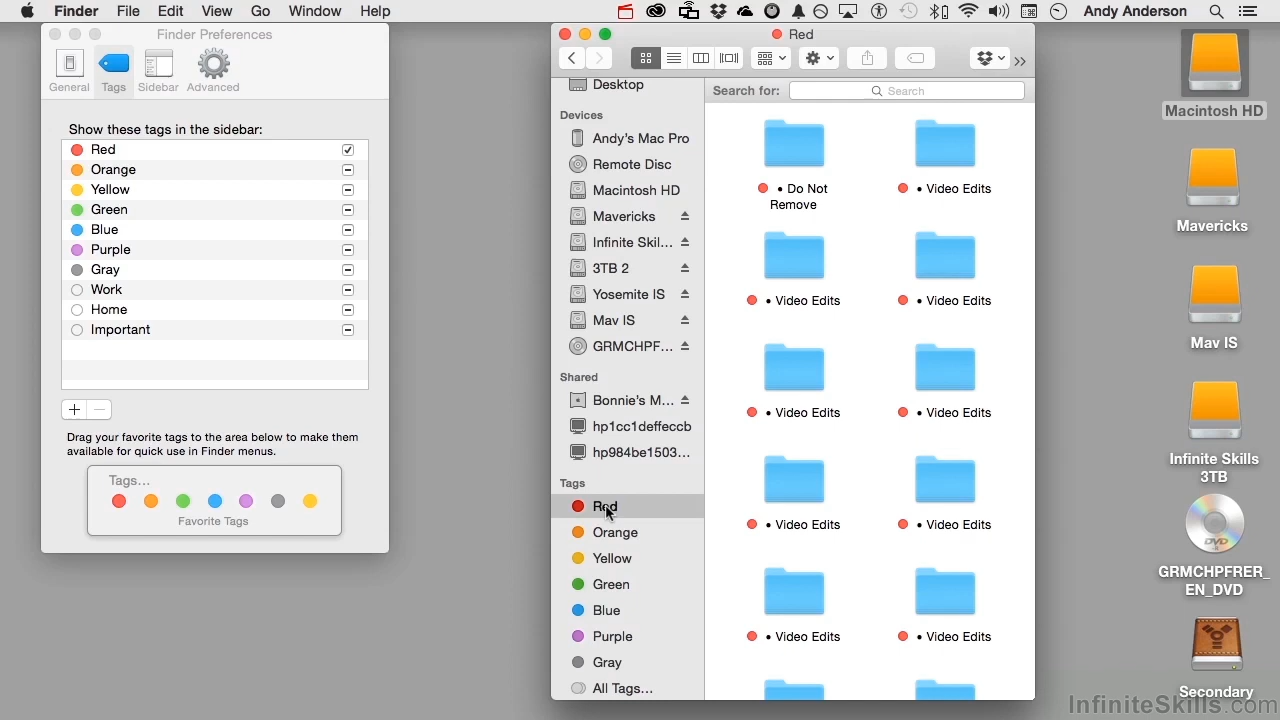 Finder File Edit View Go Window Help Andy Anderson
Finder Preferences
General Tags Sidebar Advanced
Show these tags in the sidebar:
Red
Orange
Yellow
Green
Blue
Purple
Gray
Work
Home
Important
Drag your favorite tags to the area below to make them
available for quick use in Finder menus.
Tags...
Favorite Tags
Red
Search for: Search
Desktop
Devices
Andy's Mac Pro
Remote Disc
Macintosh HD
Mavericks
Infinite Skil...
3TB 2
Yosemite IS
Mav IS
GRMCHPF...
Shared
Bonnie's M...
hp1cc1deffeccb
hp984be1503...
Tags
Red
Orange
Yellow
Green
Blue
Purple
Gray
All Tags...
• Do Not
Remove
• Video Edits
• Video Edits
• Video Edits
• Video Edits
• Video Edits
• Video Edits
• Video Edits
• Video Edits
• Video Edits
Macintosh HD
Mavericks
Mav IS
Infinite Skills
3TB
DVD
GRMCHPFRER_
EN_DVD
Secondary
InfiniteSkills.com